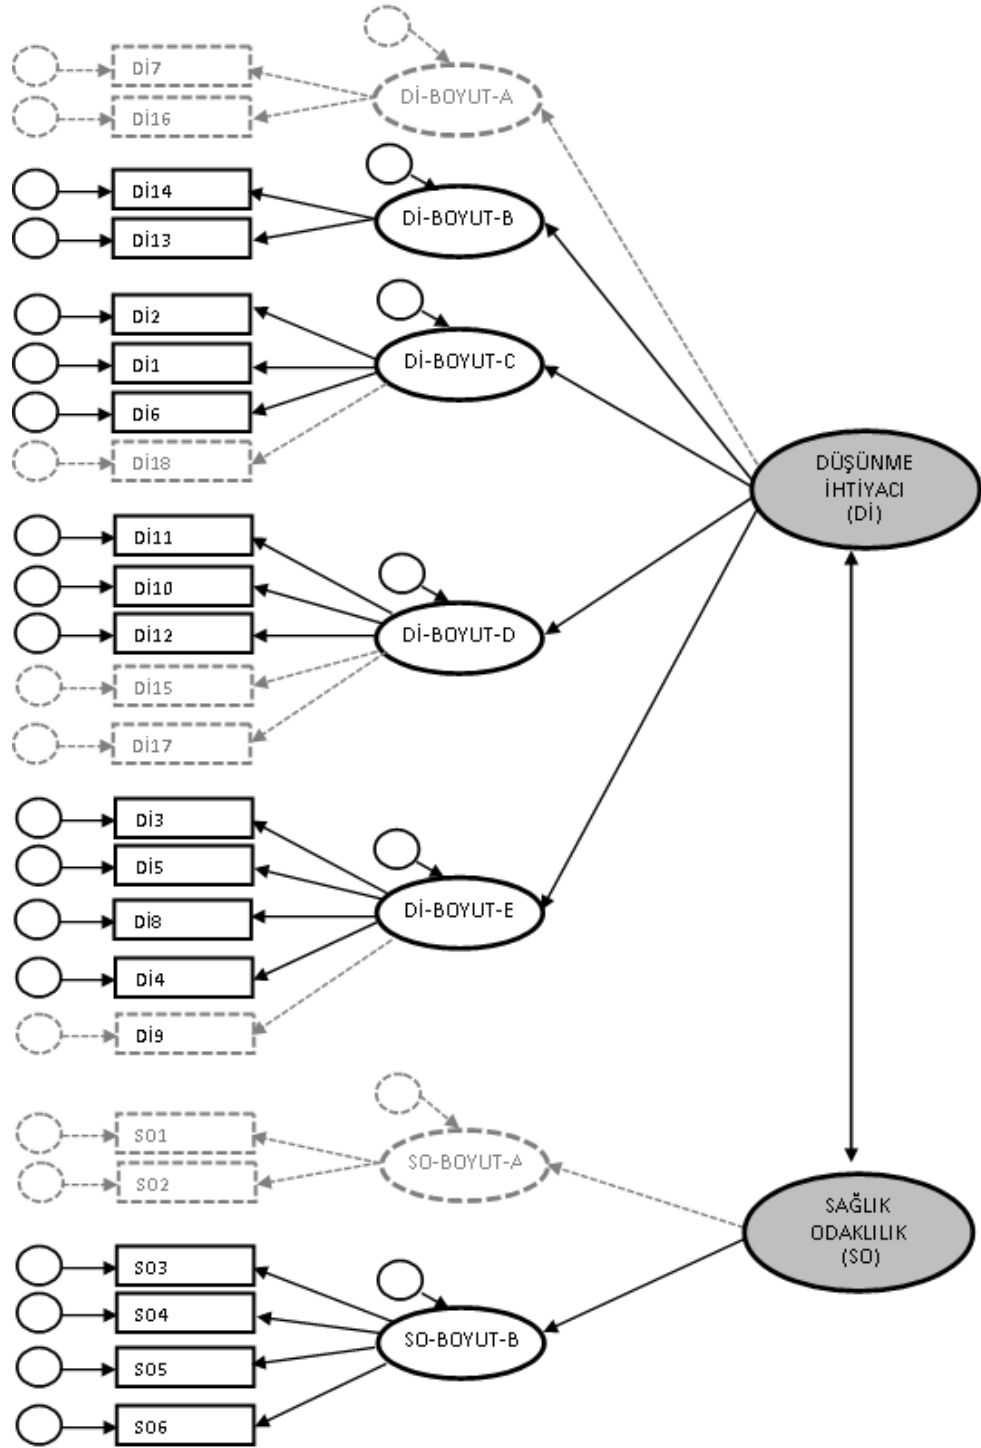 Dİ7
Dİ-BOYUT-A
Dİ16
Dİ14
Dİ-BOYUT-B
Dİ13
Dİ2
Dİ1
Dİ-BOYUT-C
Dİ6
Dİ18
DÜŞÜNME
İHTİYACI
(Dİ)
Dİ11
Dİ10
Dİ12
Dİ-BOYUT-D
Dİ15
Dİ17
Dİ3
Dİ5
Dİ8
Dİ-BOYUT-E
Dİ4
Dİ9
SO1
SO-BOYUT-A
SO2
SAĞLIK
ODAKLILIK
(SO)
SO3
SO4
SO-BOYUT-B
SO5
SO6